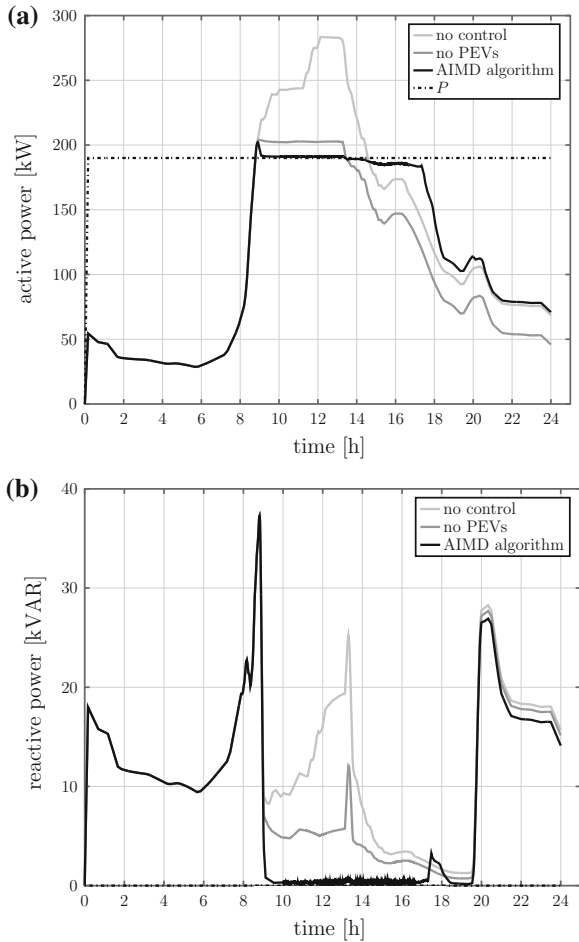 (a)
300
250
200
150
100
50
0
active power [kW]
no control
no PEVs
AIMD algorithm
P
0 2 4 6 8 10 12 14 16 18 20 22 24
time [h]
(b)
40
30
20
10
0
reactive power [kVAR]
no control
no PEVs
AIMD algorithm
0 2 4 6 8 10 12 14 16 18 20 22 24
time [h]